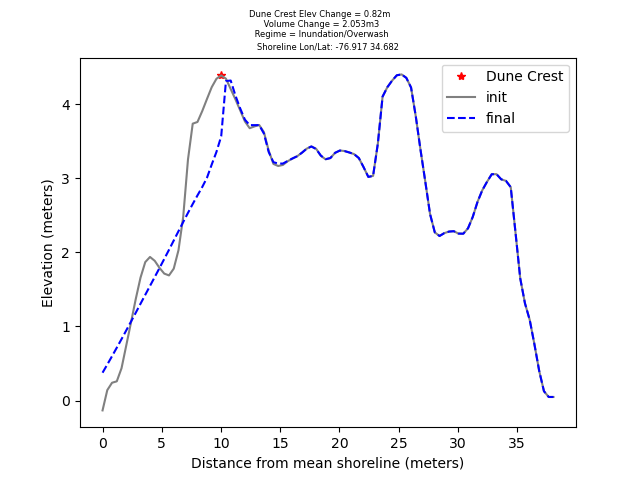 Dune Crest Elev Change = 0.82m
Volume Change = 2.053m3
Regime = Inundation/Overwash
Shoreline Lon/Lat: -76.917 34.682
Dune Crest
init
final
4
3
2
1
0
Elevation (meters)
0 5 10 15 20 25 30 35
Distance from mean shoreline (meters)